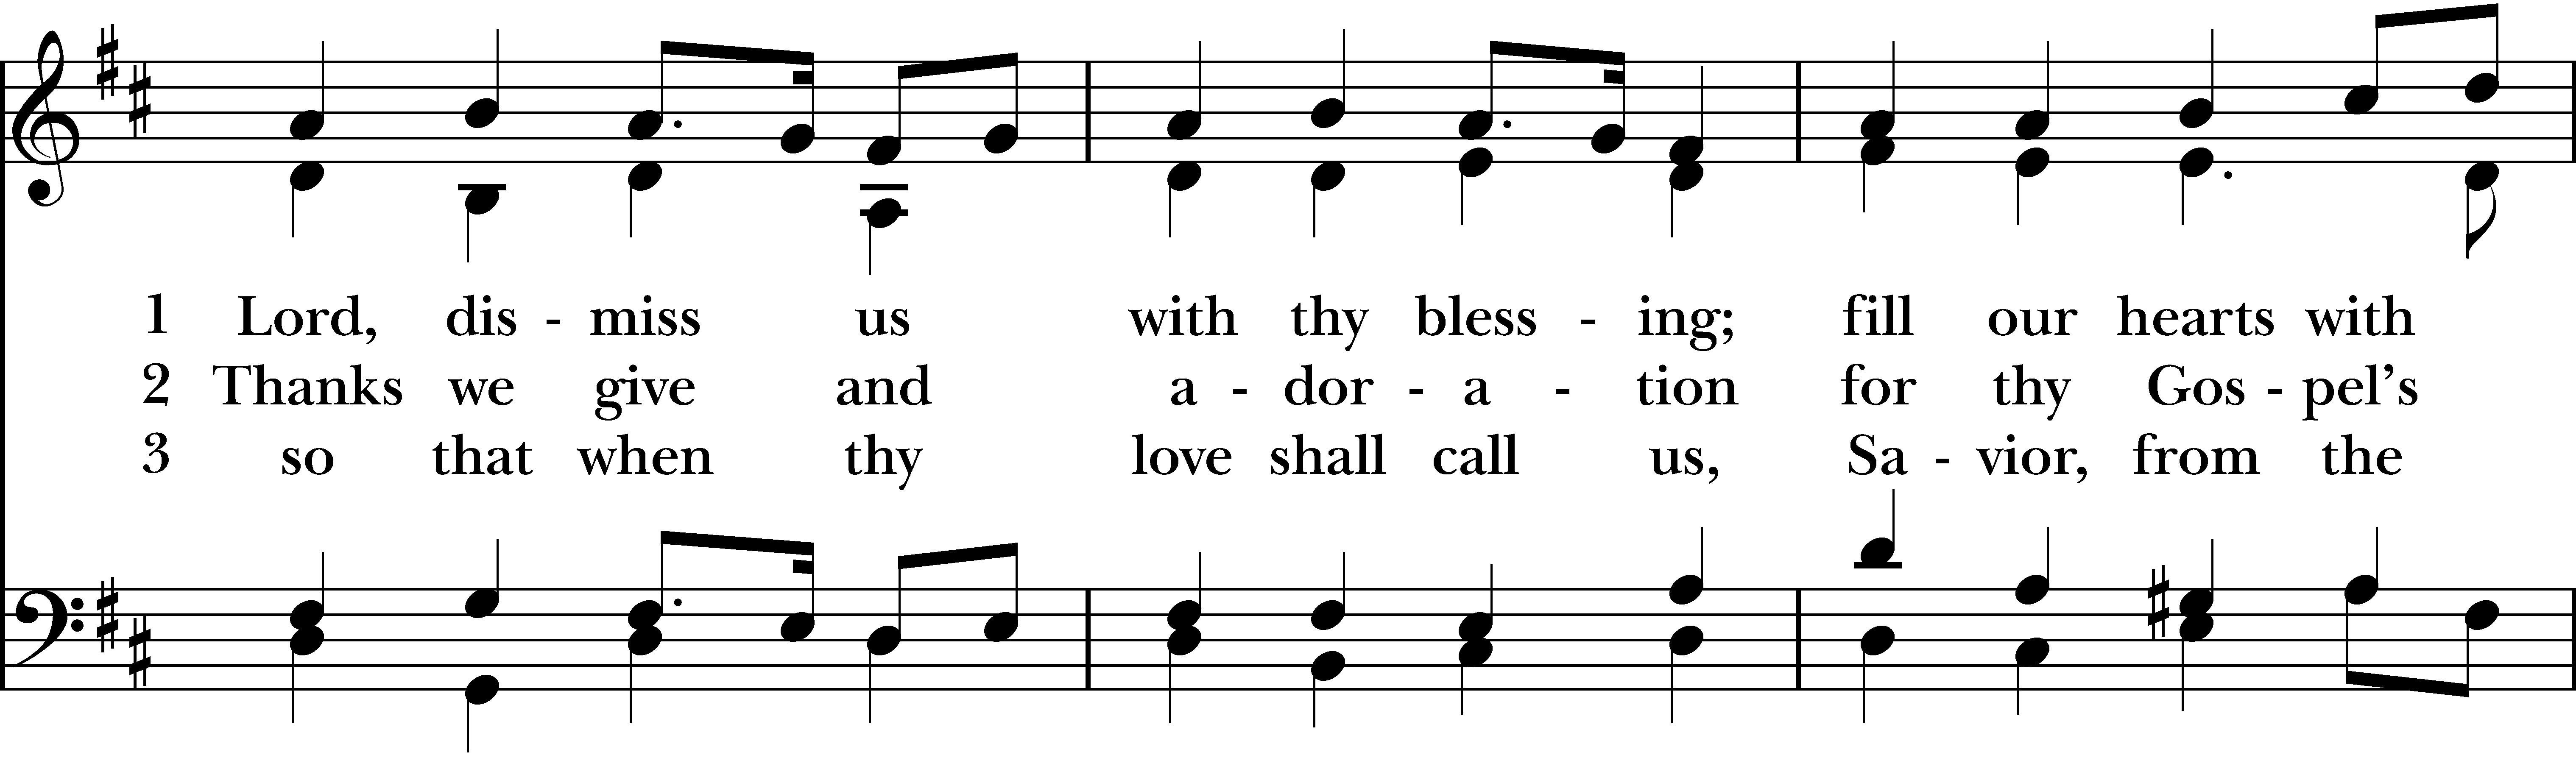 1 Lord, dis - miss us with thy bless - ing; fill our hearts with
2 Thanks we give and a - dor - a - tion for thy Gos - pel’s
3 so that when thy love shall call us, Sa - vior, from the